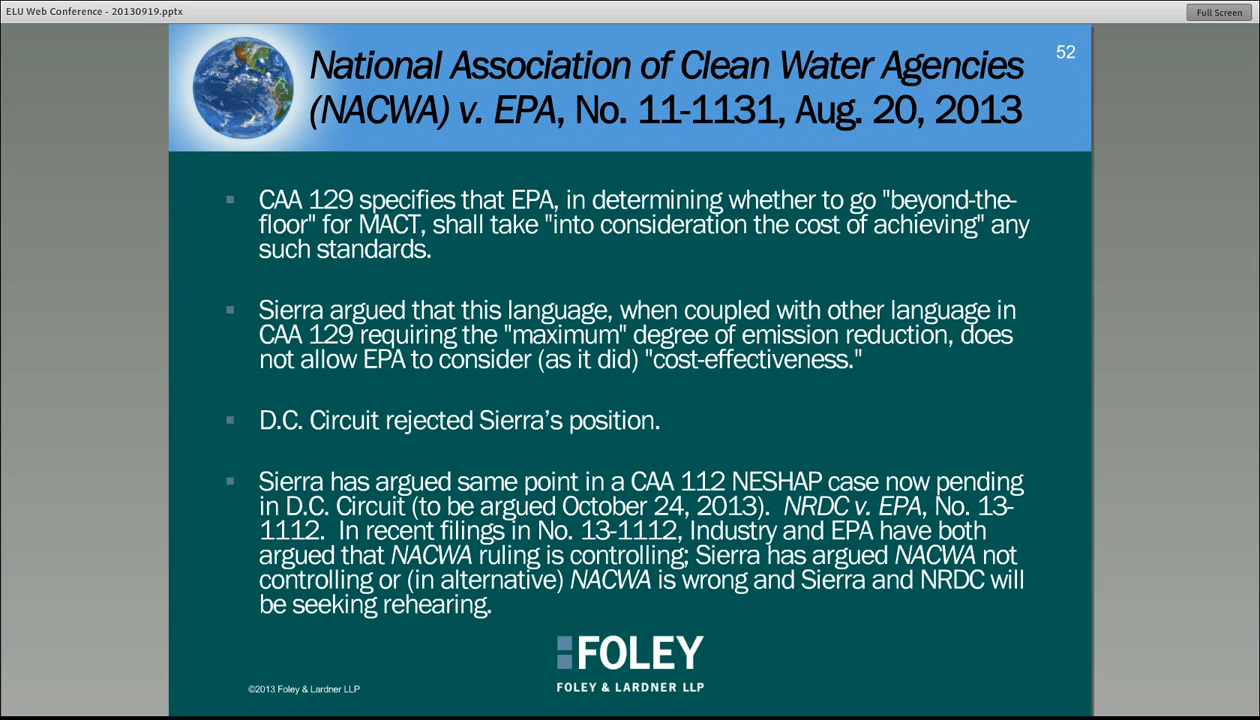 ELU Web Conference - 20130919.pptx
Full Screen
National Association of Clean Water Agencies
52
(NACWA) v. EPA, No. 11-1131, Aug. 20, 2013
CAA 129 specifies that EPA, in determining whether to go "beyond-the-
floor" for MACT, shall take "into consideration the cost of achieving" any
such standards.
Sierra argued that this language, when coupled with other language in
CAA 129 requiring the "maximum" degree of emission reduction, does
not allow EPA to consider (as it did) "cost-effectiveness."
D.C. Circuit rejected Sierra's position.
Sierra has argued same point in a CAA 112 NESHAP case now pending
in D.C. Circuit (to be argued October 24, 2013). NRDC v. EPA, No. 13-
1112. In recent filings in No. 13-1112, Industry and EPA have both
argued that NACWA ruling is controlling; Sierra has argued NACWA not
controlling or (in alternative) NACWA is wrong and Sierra and NRDC will
be seeking rehearing.
FOLEY
FOLEY & LARDNER LLP
©2013 Foley & Lardner LLP